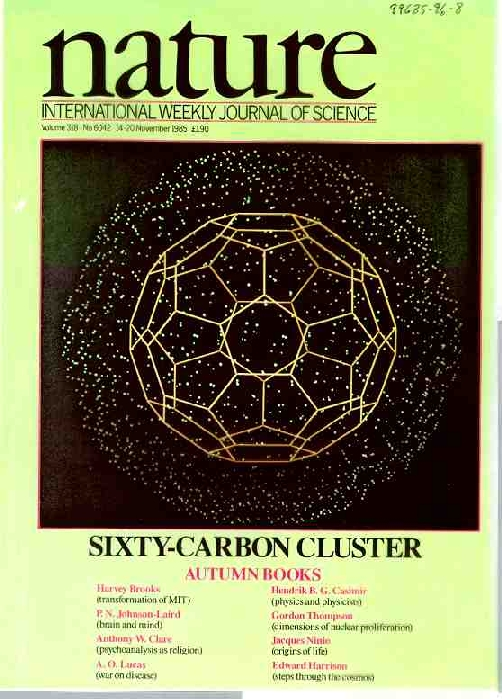 99635-96-8
nature
INTERNATIONAL WEEKLY JOURNAL OF SCIENCE
Volume 318 No 6042 14-20 November 1985 £1.90
SIXTY-CARBON CLUSTER
AUTUMN BOOKS
Harvey Brooks
(transformation of MIT)
P. N. Johnson-Laird
(brain and mind)
Anthony W. Clare
(psychoanalysis as religion)
A. O. Lucas
(war on disease)
Hendrik B. G. Casimir
(physics and physicists)
Gordon Thompson
(dimensions of nuclear proliferation)
Jacques Ninio
(origins of life)
Edward Harrison
(steps through the cosmos)